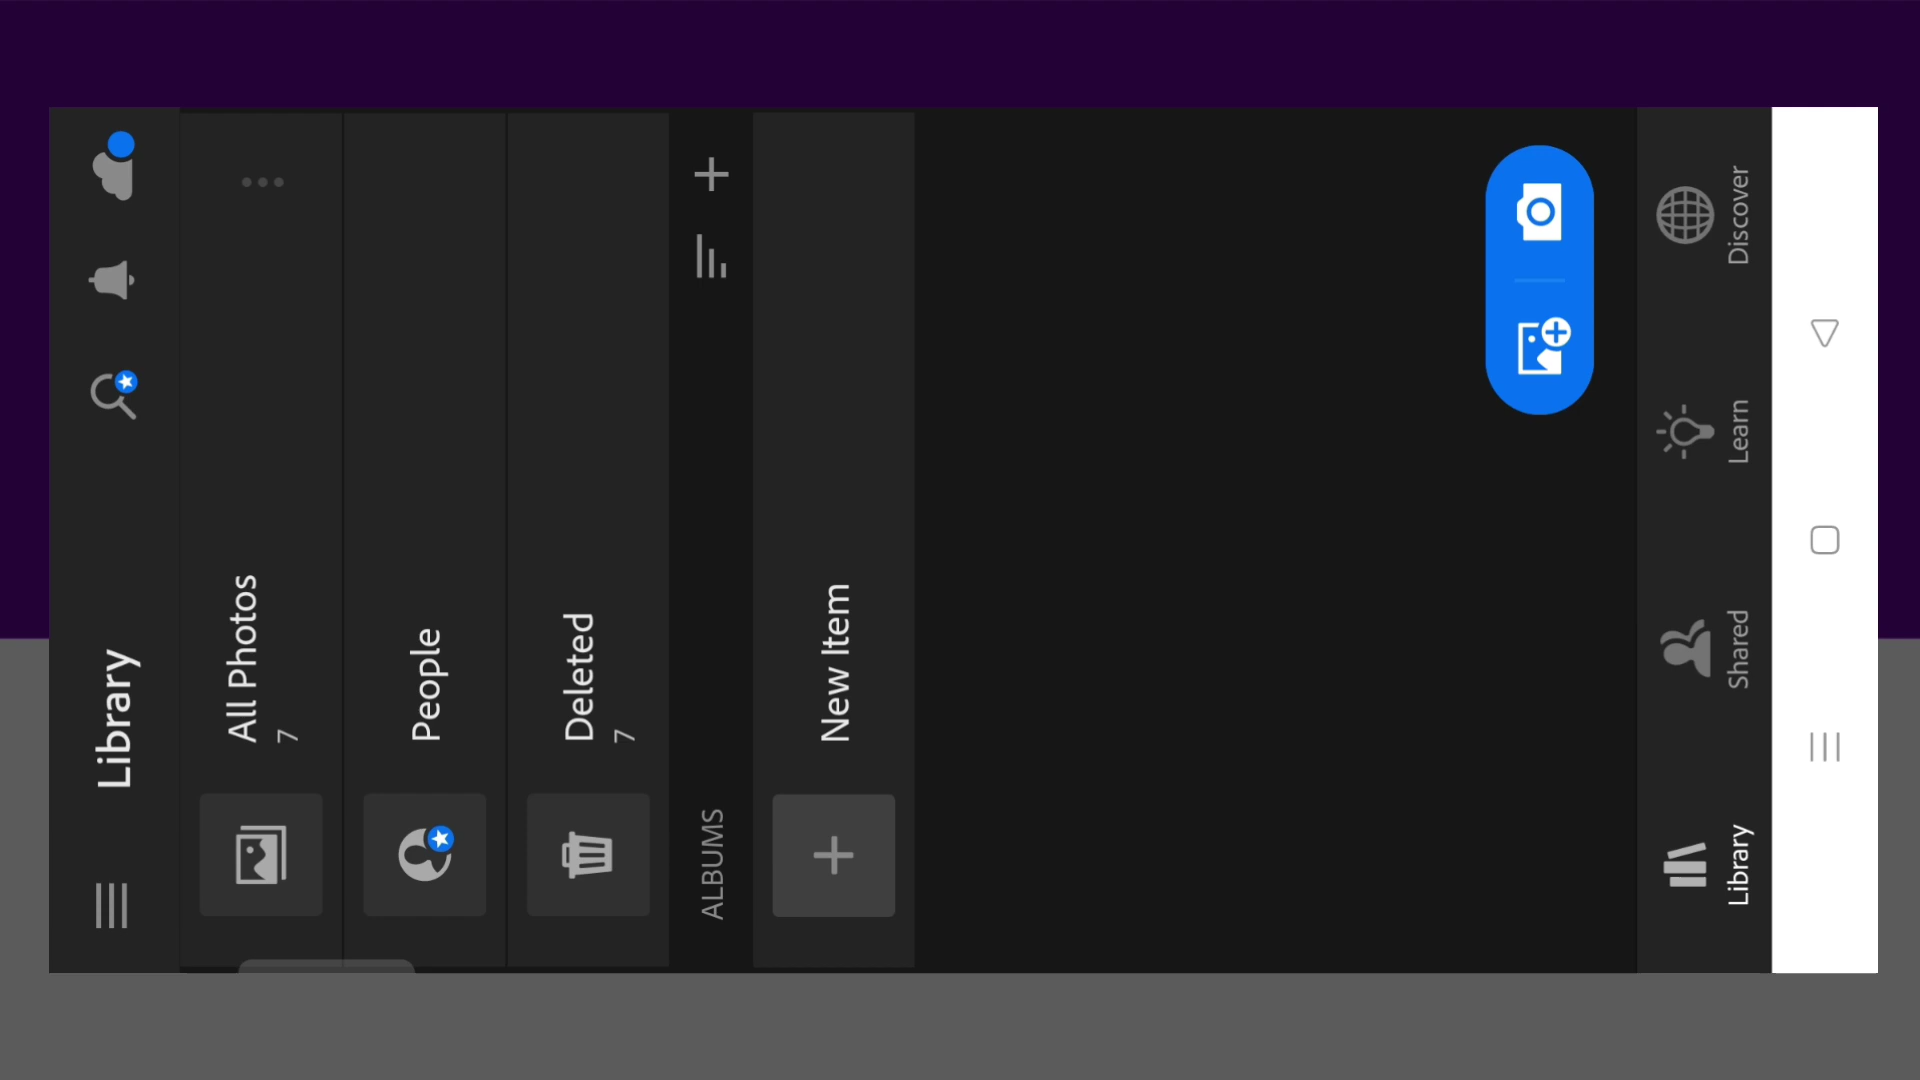 Library
All Photos
7
People
Deleted
7
ALBUMS
New Item
Library
Shared
Learn
Discover